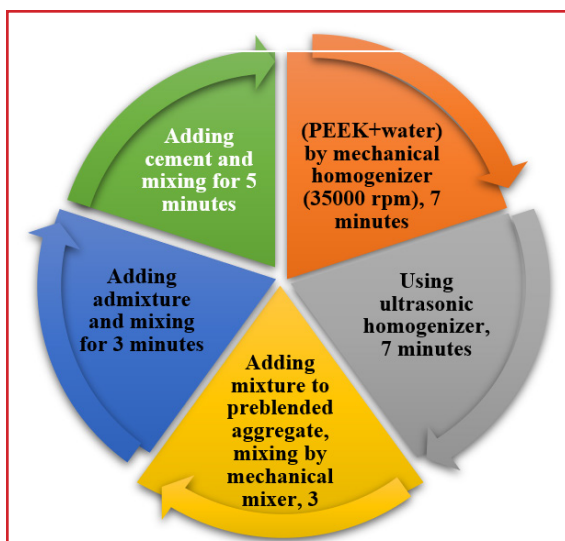 (PEEK+water)
by mechanical
homogenizer
(35000 rpm), 7
minutes
Using
ultrasonic
homogenizer,
7 minutes
Adding
mixture to
preblended
aggregate,
mixing by
mechanical
mixer, 3
Adding
admixture
and mixing
for 3 minutes
Adding
cement and
mixing for 5
minutes